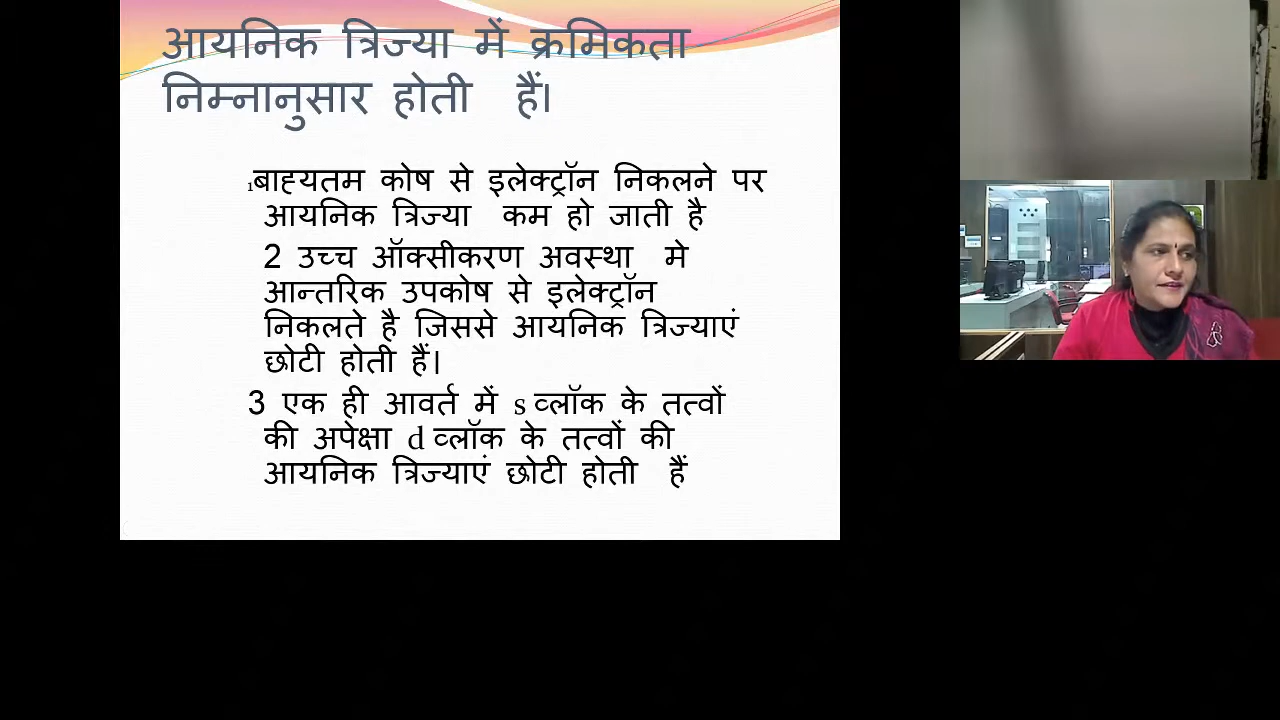 आयनिक त्रिज्या में क्रमिकता
निम्नानुसार होती हैं।
1बाह्यतम कोष से इलेक्ट्रॉन निकलने पर
आयनिक त्रिज्या कम हो जाती है
2 उच्च ऑक्सीकरण अवस्था मे
आन्तरिक उपकोष से इलेक्ट्रॉन
निकलते है जिससे आयनिक त्रिज्याएं
छोटी होती हैं।
3 एक ही आवर्त में s व्लॉक के तत्वों
की अपेक्षा d व्लॉक के तत्वों की
आयनिक त्रिज्याएं छोटी होती हैं